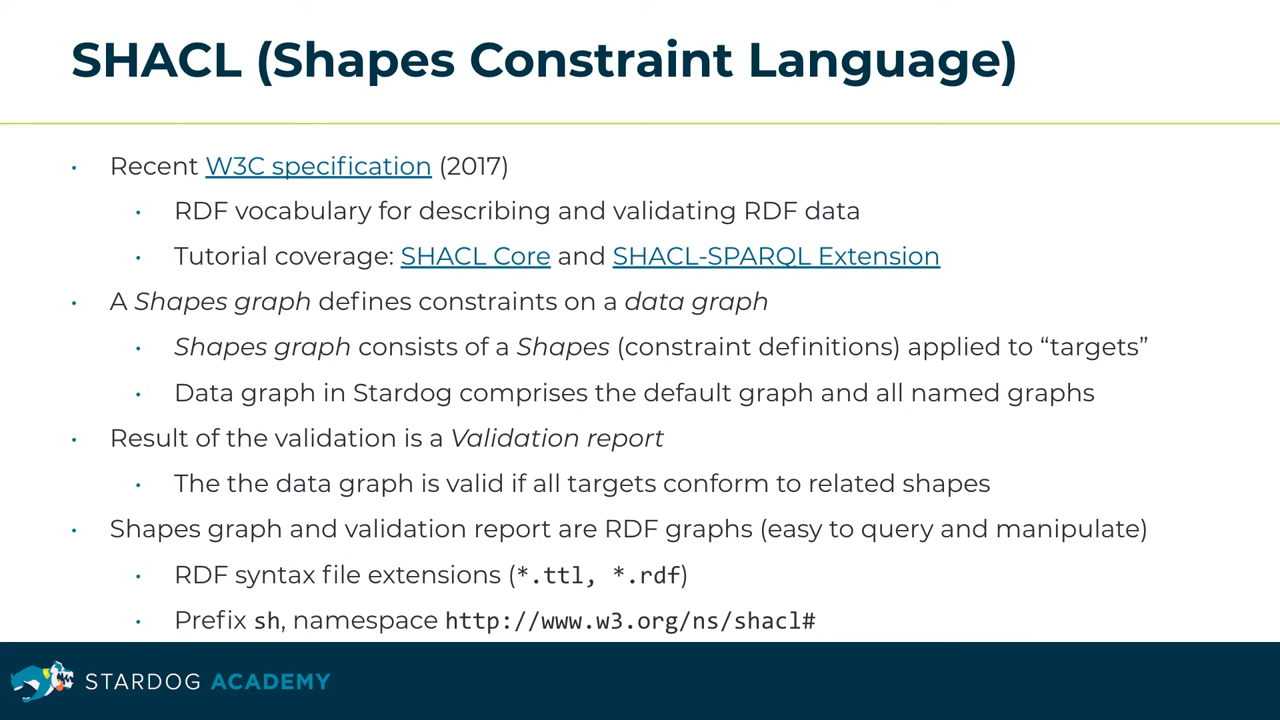 SHACL (Shapes Constraint Language)
· Recent W3C specification (2017)
· RDF vocabulary for describing and validating RDF data
· Tutorial coverage: SHACL Core and SHACL-SPARQL Extension
· A Shapes graph defines constraints on a data graph
· Shapes graph consists of a Shapes (constraint definitions) applied to “targets”
· Data graph in Stardog comprises the default graph and all named graphs
· Result of the validation is a Validation report
· The the data graph is valid if all targets conform to related shapes
· Shapes graph and validation report are RDF graphs (easy to query and manipulate)
· RDF syntax file extensions (*.ttl, *.rdf)
· Prefix sh, namespace http://www.w3.org/ns/shacl#
STARDOG ACADEMY